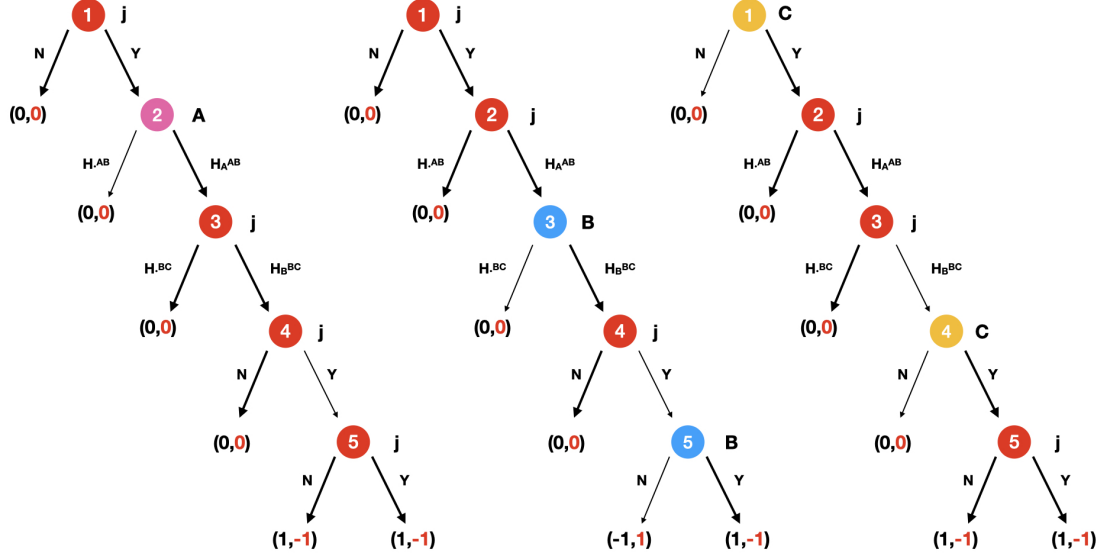 1 j 1 j 1 C
N Y N Y N Y
(0,0) 2 A (0,0) 2 j (0,0) 2 j
H.AB HAAB H.AB HAAB H.AB HAAB
(0,0) 3 j (0,0) 3 B (0,0) 3 j
H.BC HBBC H.BC HBBC H.BC HBBC
(0,0) 4 j (0,0) 4 j (0,0) 4 C
N Y N Y N Y
(0,0) 5 j (0,0) 5 B (0,0) 5 j
N Y N Y N Y
(1,-1) (1,-1) (-1,1) (1,-1) (1,-1) (1,-1)